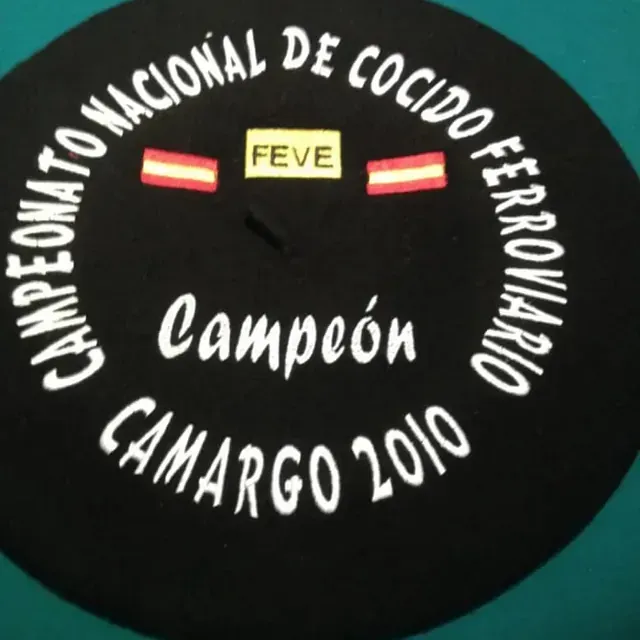 CAMPEONATO NACIONAL DE COCIDO FERROVIARIO
FEVE
Campeón
CAMARGO 2010